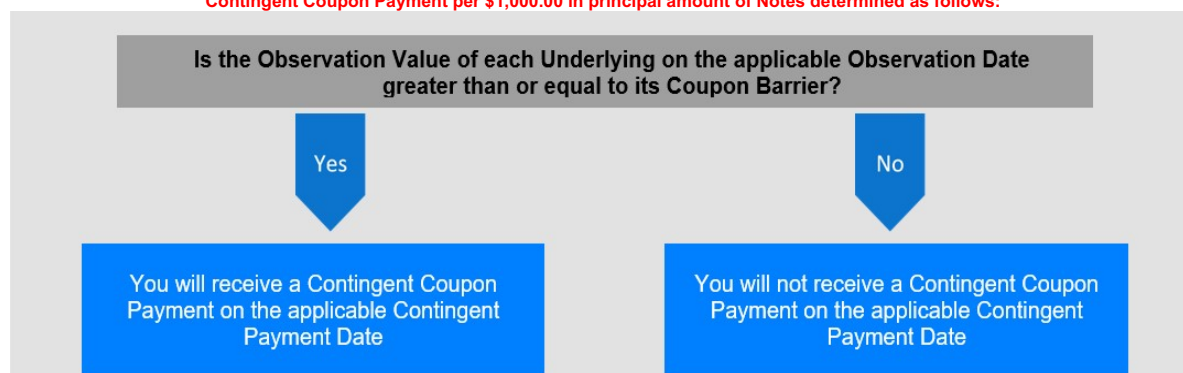 Contingent Coupon Payment per $1,000.00 in principal amount of Notes determined as follows:
Is the Observation Value of each Underlying on the applicable Observation Date
greater than or equal to its Coupon Barrier?
Yes
No
You will receive a Contingent Coupon
Payment on the applicable Contingent
Payment Date
You will not receive a Contingent Coupon
Payment on the applicable Contingent
Payment Date